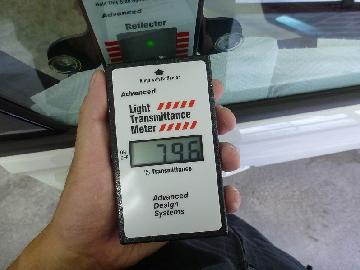 Advanced
Reflector
Advanced
Light
Transmittance
Meter
79.6
% Transmittance
Advanced
Design
Systems